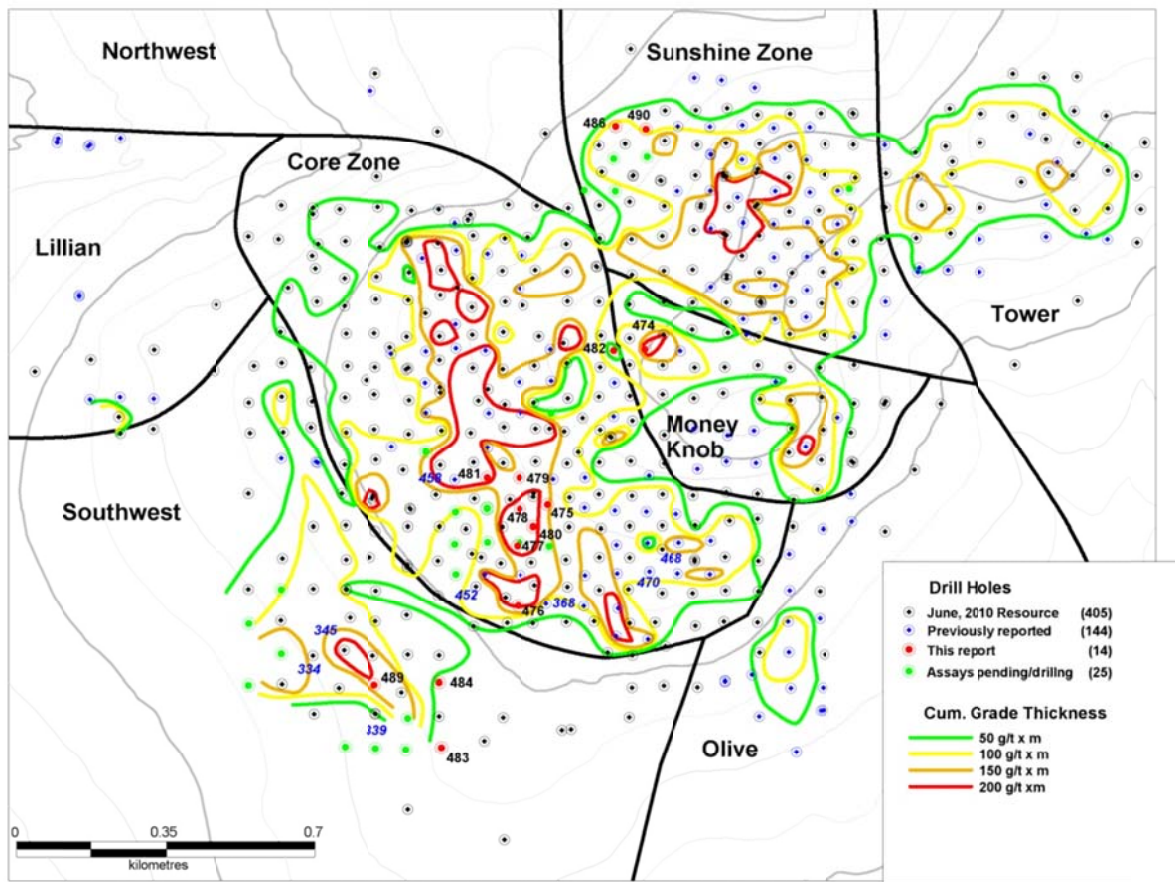 Northwest
Sunshine Zone
486
490
Core Zone
Lillian
Tower
474
482
Money
Knob
458
481
479
478
475
480
477
Southwest
468
470
452
368
476
345
334
489
484
339
483
Olive
0
0.35
0.7
kilometres
Drill Holes
June, 2010 Resource (405)
Previously reported (144)
This report (14)
Assays pending/drilling (25)
Cum. Grade Thickness
50 g/t x m
100 g/t x m
150 g/t x m
200 g/t xm